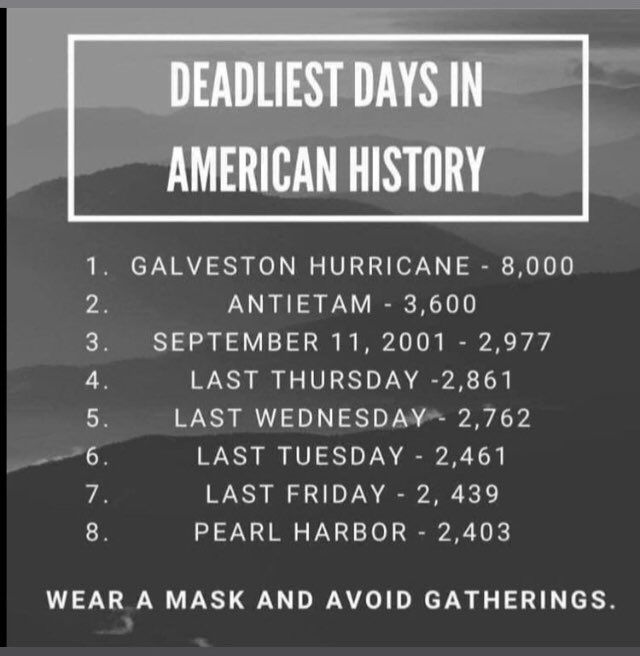 DEADLIEST DAYS IN
AMERICAN HISTORY
1. GALVESTON HURRICANE - 8,000
2. ANTIETAM - 3,600
3. SEPTEMBER 11, 2001 - 2,977
4. LAST THURSDAY -2,861
5. LAST WEDNESDAY - 2,762
6. LAST TUESDAY - 2,461
7. LAST FRIDAY - 2, 439
8. PEARL HARBOR - 2,403
WEAR A MASK AND AVOID GATHERINGS.